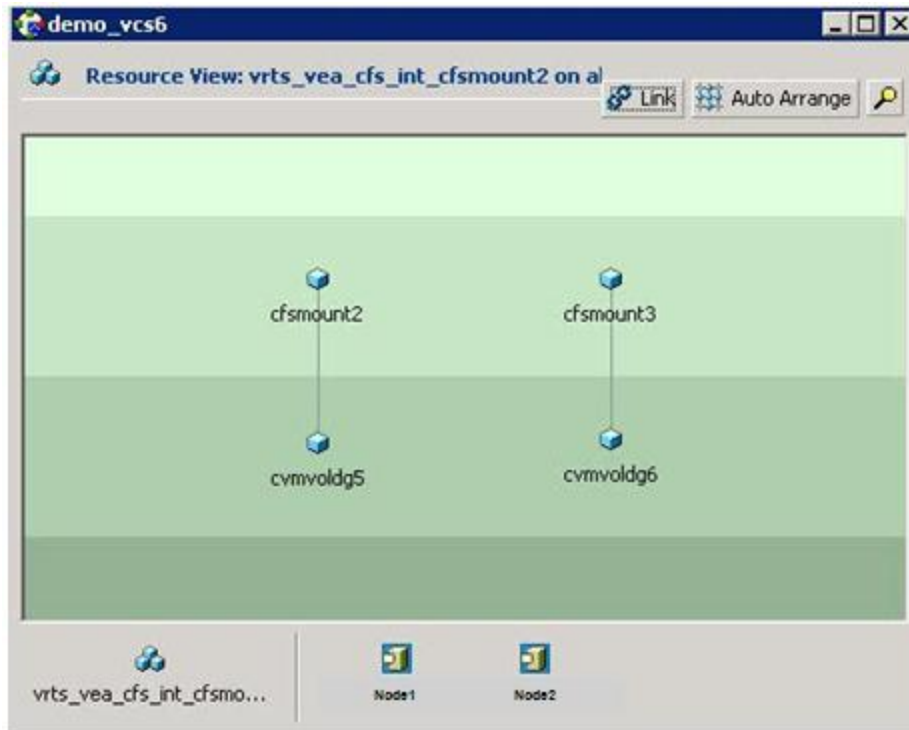 demo_vcs6
Resource View: vrts_vea_cfs_int_cfsmount2 on al
Link
Auto Arrange
cfsmount2
cfsmount3
cvmvoldg5
cvmvoldg6
vrts_vea_cfs_int_cfsmo...
Node1
Node2